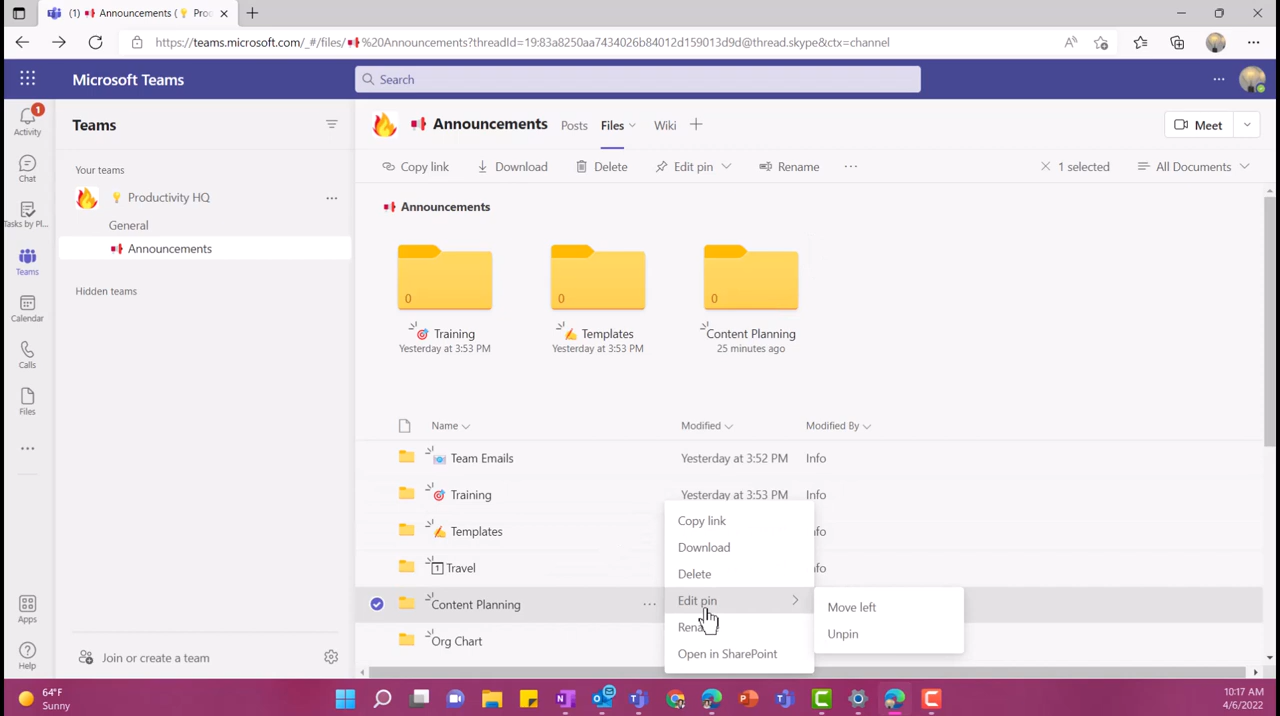 (1) 📢 Announcements ( 💡 Pro
https://teams.microsoft.com/_#/files/📢%20Announcements?threadId=19:83a8250aa7434026b84012d159013d9d@thread.skype&ctx=channel
Microsoft Teams
Search
Activity
1
Chat
Tasks by Pl...
Teams
Calendar
Calls
Files
Apps
Help
Teams
Your teams
💡 Productivity HQ
General
📢 Announcements
Hidden teams
Join or create a team
📢 Announcements Posts Files Wiki
Meet
Copy link Download Delete Edit pin Rename 1 selected All Documents
📢 Announcements
0 0 0
🎯 Training ✍ Templates Content Planning
Yesterday at 3:53 PM Yesterday at 3:53 PM 25 minutes ago
Name Modified Modified By
📧 Team Emails Yesterday at 3:52 PM Info
🎯 Training Yesterday at 3:53 PM Info
✍ Templates
1 Travel
Content Planning
Org Chart
Copy link
Download
Delete
Edit pin
Open in SharePoint
Move left
Unpin
64°F
Sunny
10:17 AM
4/6/2022